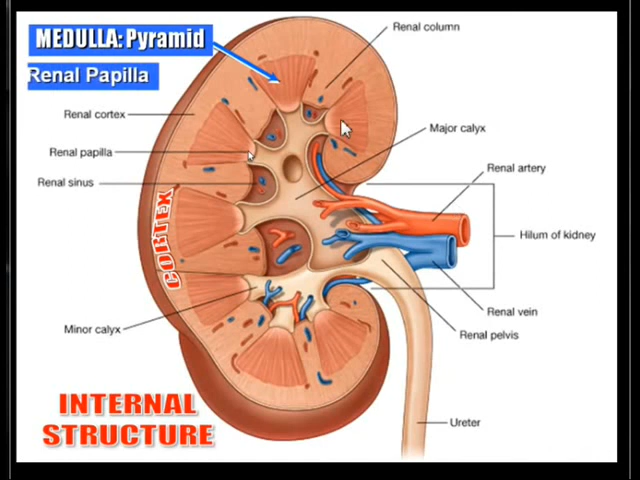 MEDULLA: Pyramid
Renal Papilla
Renal column
Renal cortex
Major calyx
Renal papilla
Renal artery
Renal sinus
CORTEX
Hilum of kidney
Renal vein
Minor calyx
Renal pelvis
INTERNAL
STRUCTURE
Ureter